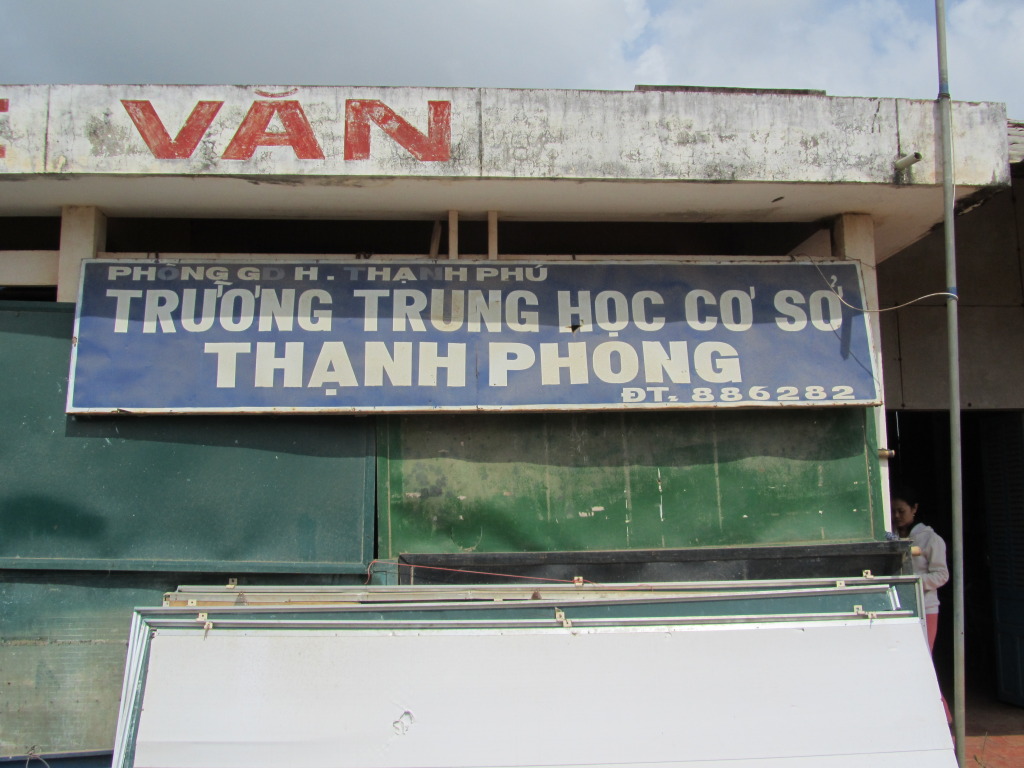 VĂN
PHÒNG GD H. THẠNH PHÚ
TRƯỜNG TRUNG HỌC CƠ SỞ
THẠNH PHONG
ĐT: 886282